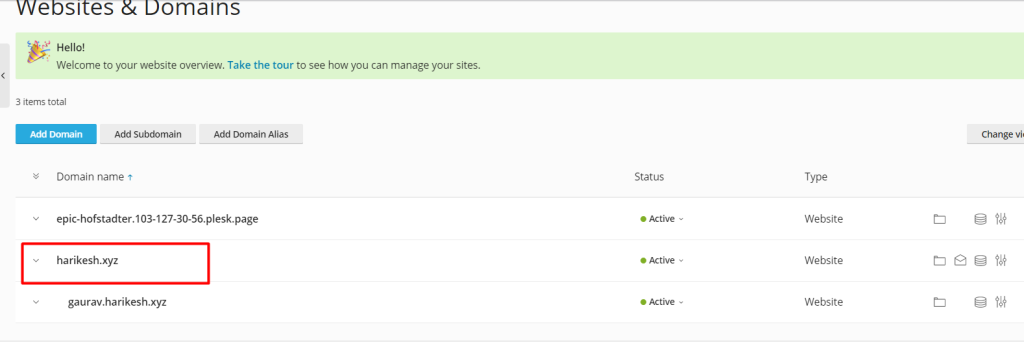 Websites & Domains
Hello!
Welcome to your website overview. Take the tour to see how you can manage your sites.
3 items total
Add Domain Add Subdomain Add Domain Alias Change vi
Domain name ↑ Status Type
epic-hofstadter.103-127-30-56.plesk.page Active Website
harikesh.xyz Active Website
gaurav.harikesh.xyz Active Website